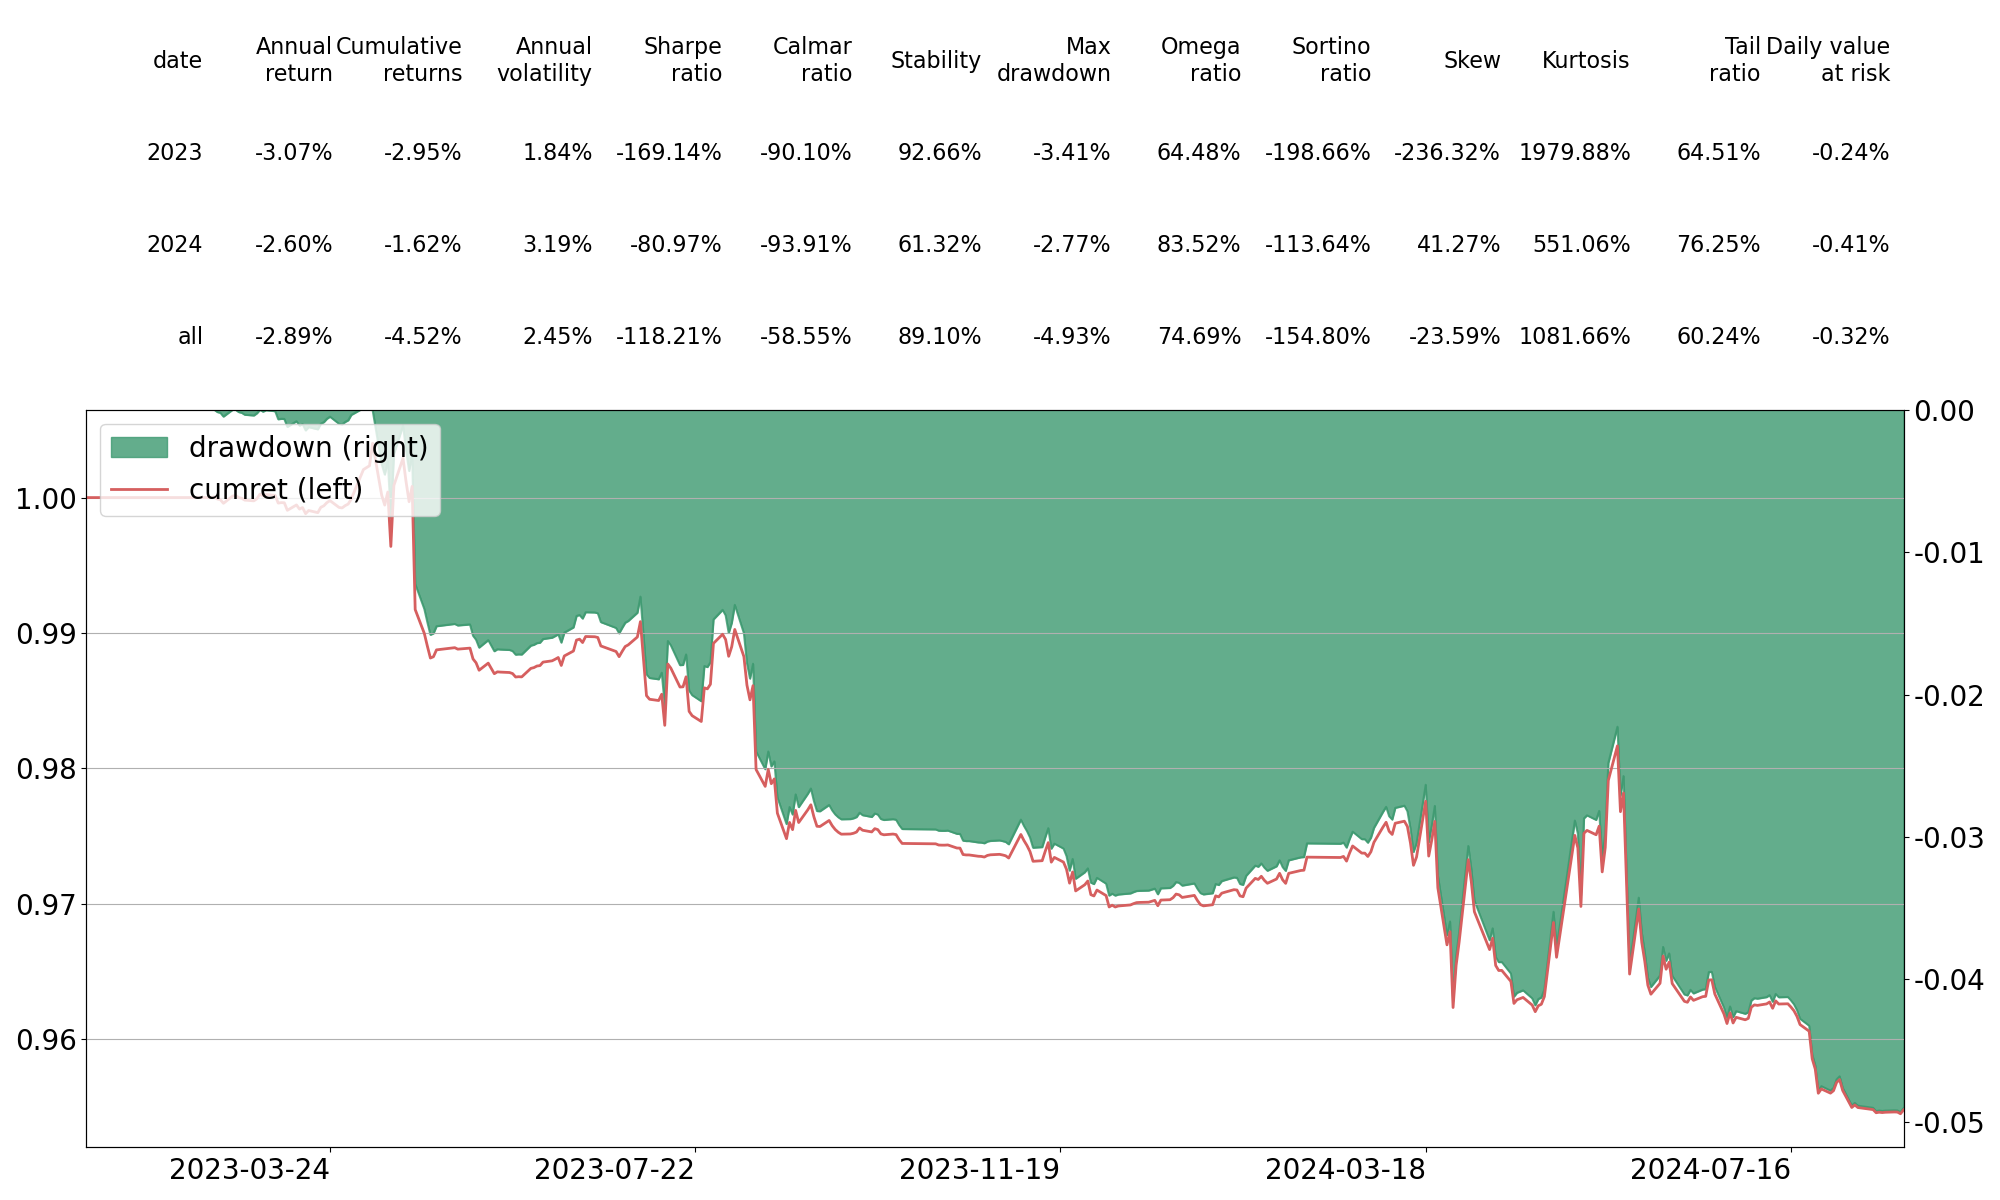 date Annual return Cumulative returns Annual volatility Sharpe ratio Calmar ratio Stability Max drawdown Omega ratio Sortino ratio Skew Kurtosis Tail ratio Daily value at risk
2023 -3.07% -2.95% 1.84% -169.14% -90.10% 92.66% -3.41% 64.48% -198.66% -236.32% 1979.88% 64.51% -0.24%
2024 -2.60% -1.62% 3.19% -80.97% -93.91% 61.32% -2.77% 83.52% -113.64% 41.27% 551.06% 76.25% -0.41%
all -2.89% -4.52% 2.45% -118.21% -58.55% 89.10% -4.93% 74.69% -154.80% -23.59% 1081.66% 60.24% -0.32%
drawdown (right)
cumret (left)
1.00
0.99
0.98
0.97
0.96
0.00
-0.01
-0.02
-0.03
-0.04
-0.05
2023-03-24 2023-07-22 2023-11-19 2024-03-18 2024-07-16